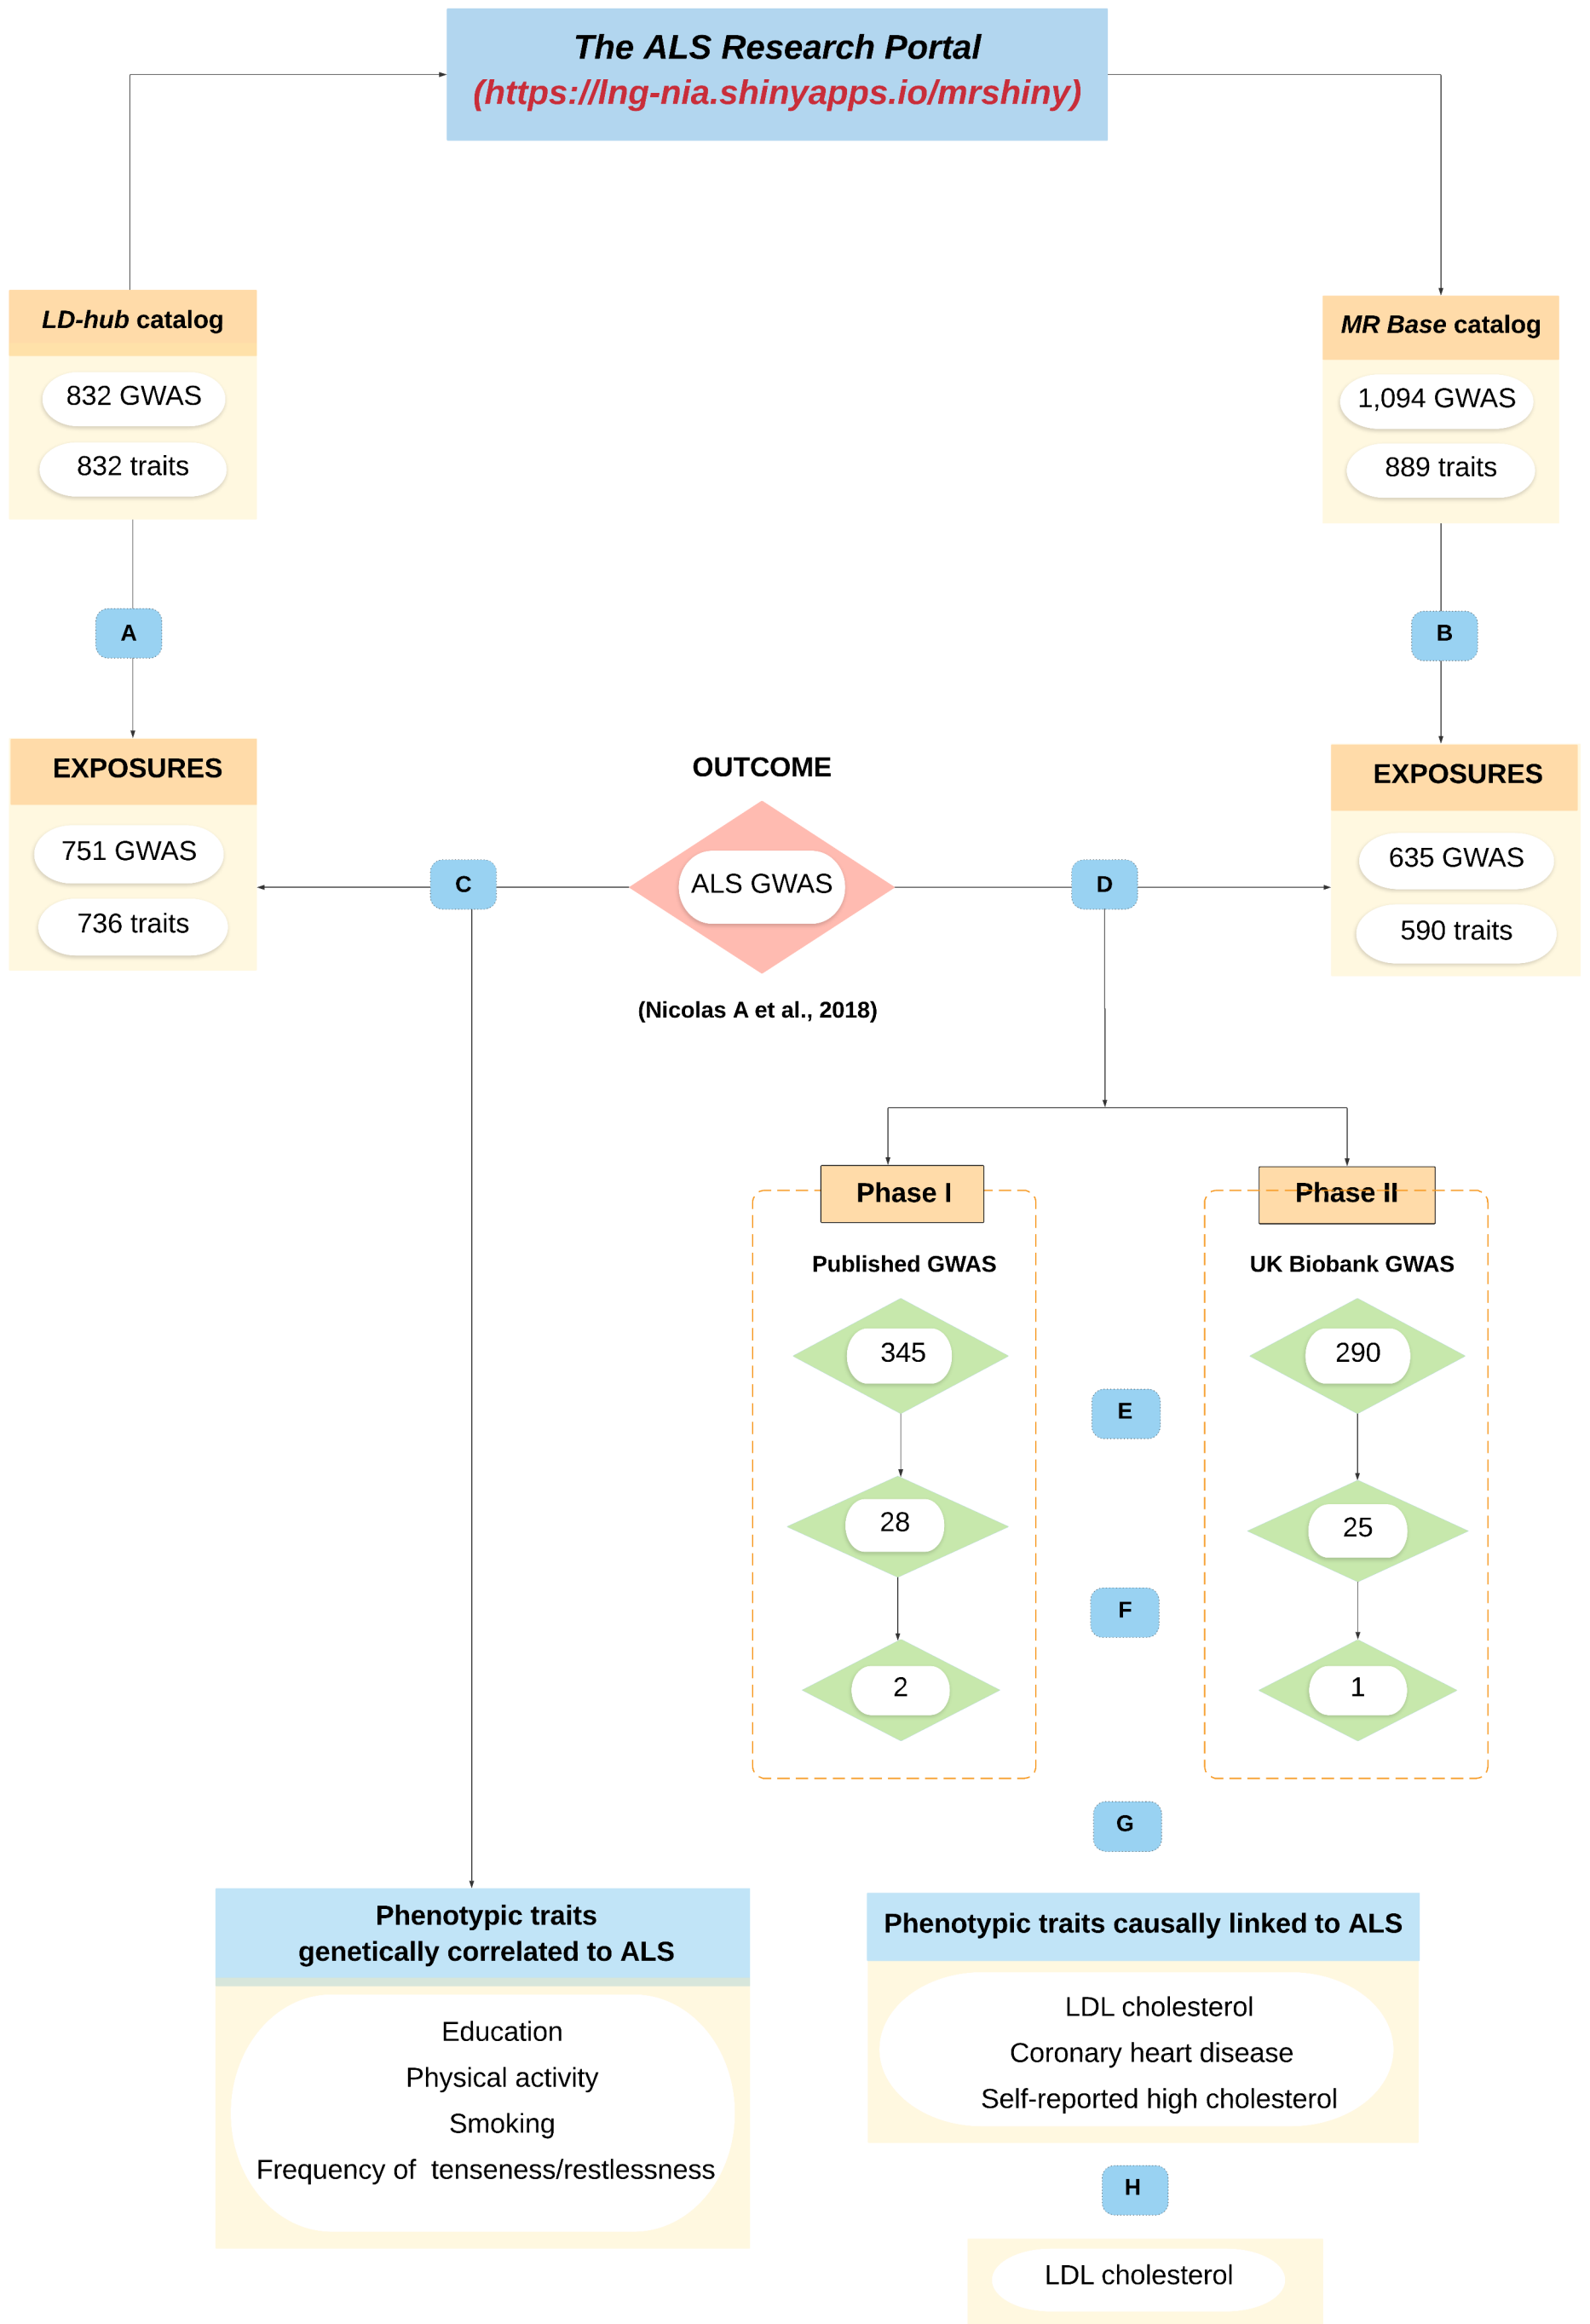 The ALS Research Portal
(https://lng-nia.shinyapps.io/mrshiny)
LD-hub catalog
832 GWAS
832 traits
MR Base catalog
1,094 GWAS
889 traits
A
B
EXPOSURES
751 GWAS
736 traits
OUTCOME
ALS GWAS
(Nicolas A et al., 2018)
C
D
EXPOSURES
635 GWAS
590 traits
Phase I
Published GWAS
345
28
2
Phase II
UK Biobank GWAS
290
25
1
E
F
G
Phenotypic traits
genetically correlated to ALS
Education
Physical activity
Smoking
Frequency of tenseness/restlessness
Phenotypic traits causally linked to ALS
LDL cholesterol
Coronary heart disease
Self-reported high cholesterol
H
LDL cholesterol